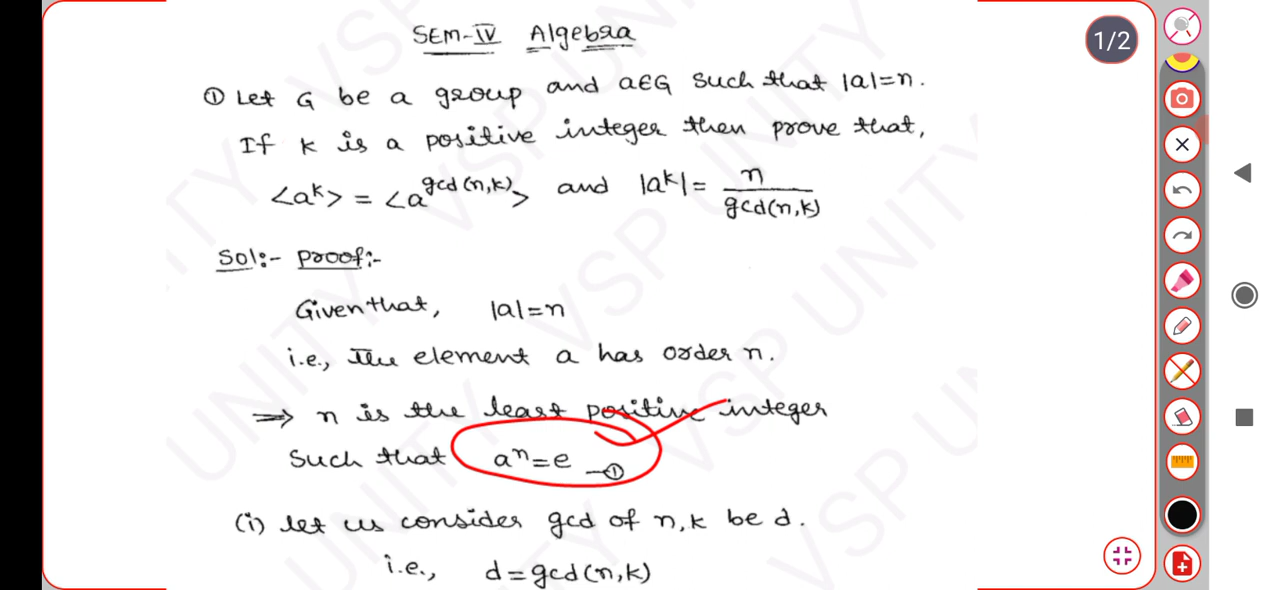 SEM-IV Algebra
1/2
① Let G be a group and a∈G such that |a|=n.
If k is a positive integer then prove that,
<a^k> = <a^gcd(n,k)> and |a^k| = n/gcd(n,k)
Sol:- Proof:-
Given that, |a|=n
i.e., The element a has order n.
⇒ n is the least positive integer
Such that a^n=e —①
(i) let us consider gcd of n,k be d.
i.e., d=gcd(n,k)
VSP UNITY